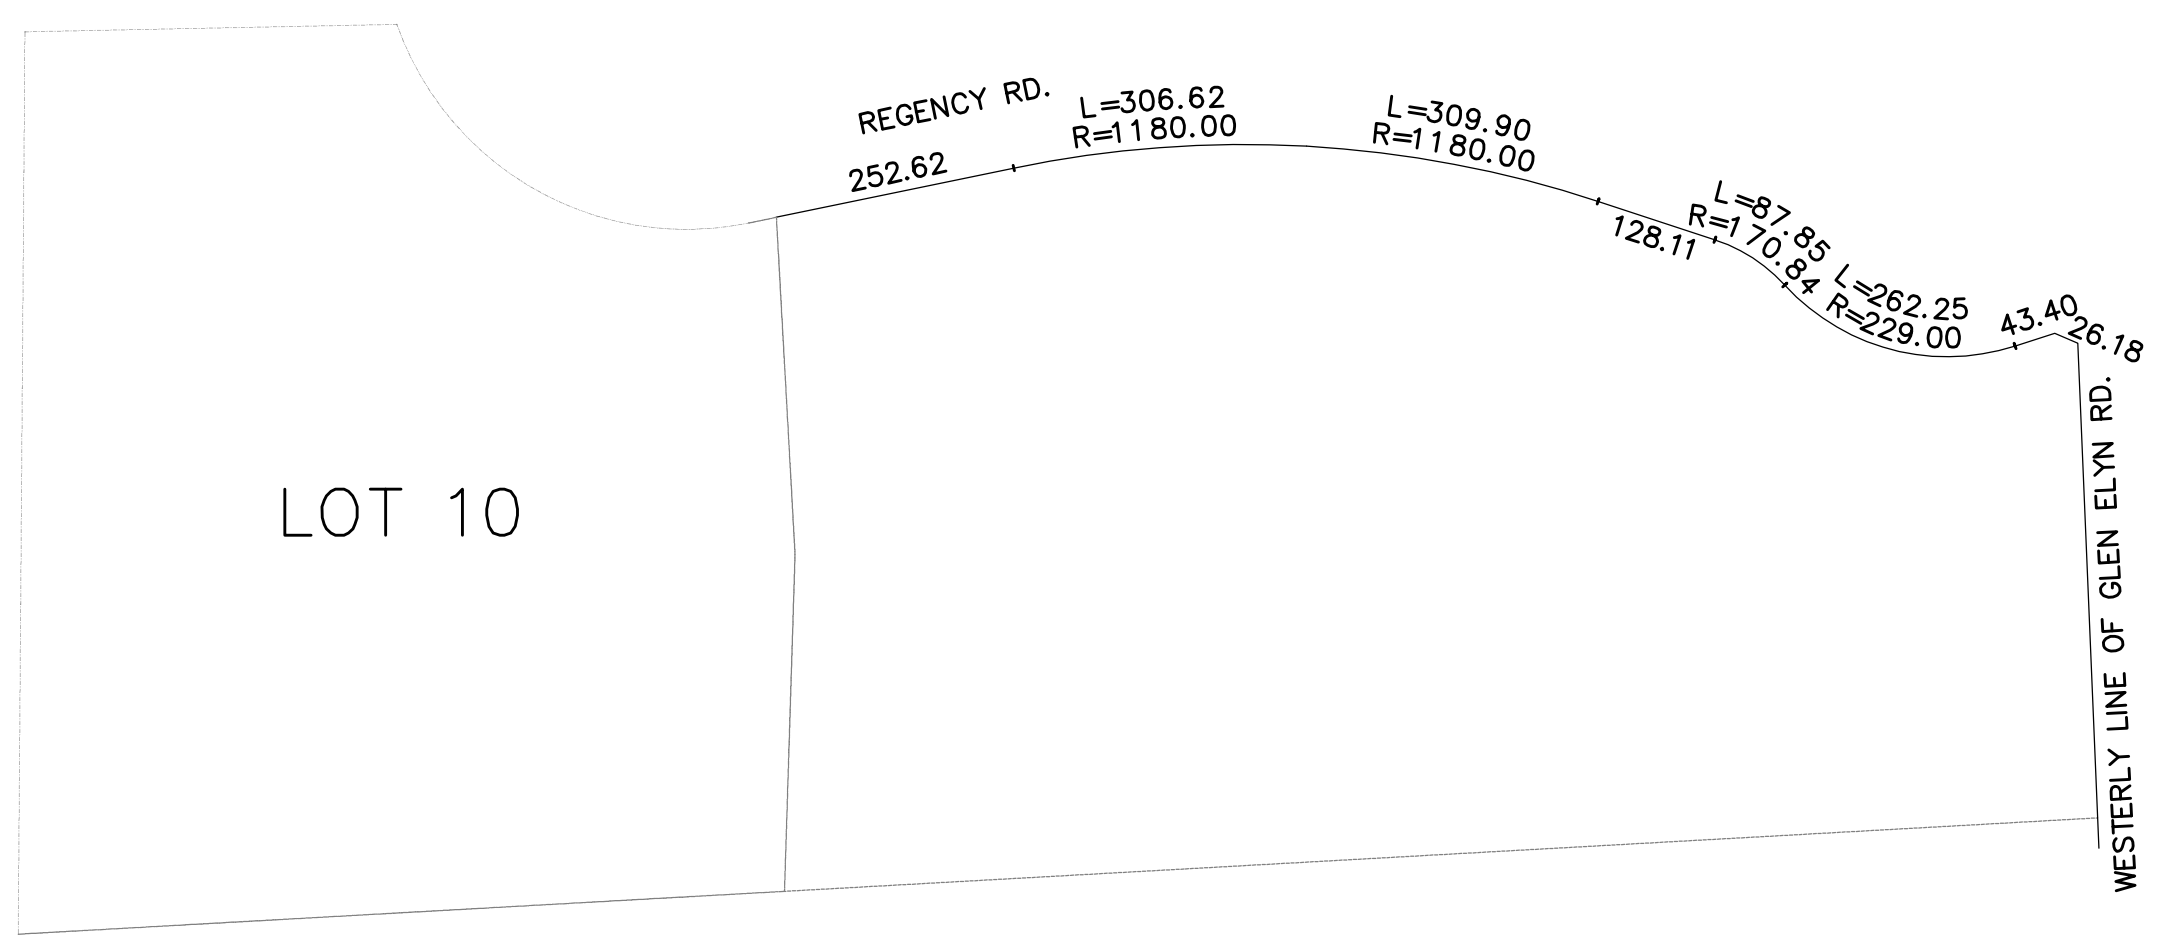 REGENCY RD.
252.62
L=306.62
R=1180.00
L=309.90
R=1180.00
128.11
L=87.85
R=170.84
L=262.25
R=229.00
43.40
26.18
LOT 10
WESTERLY LINE OF GLEN ELYN RD.